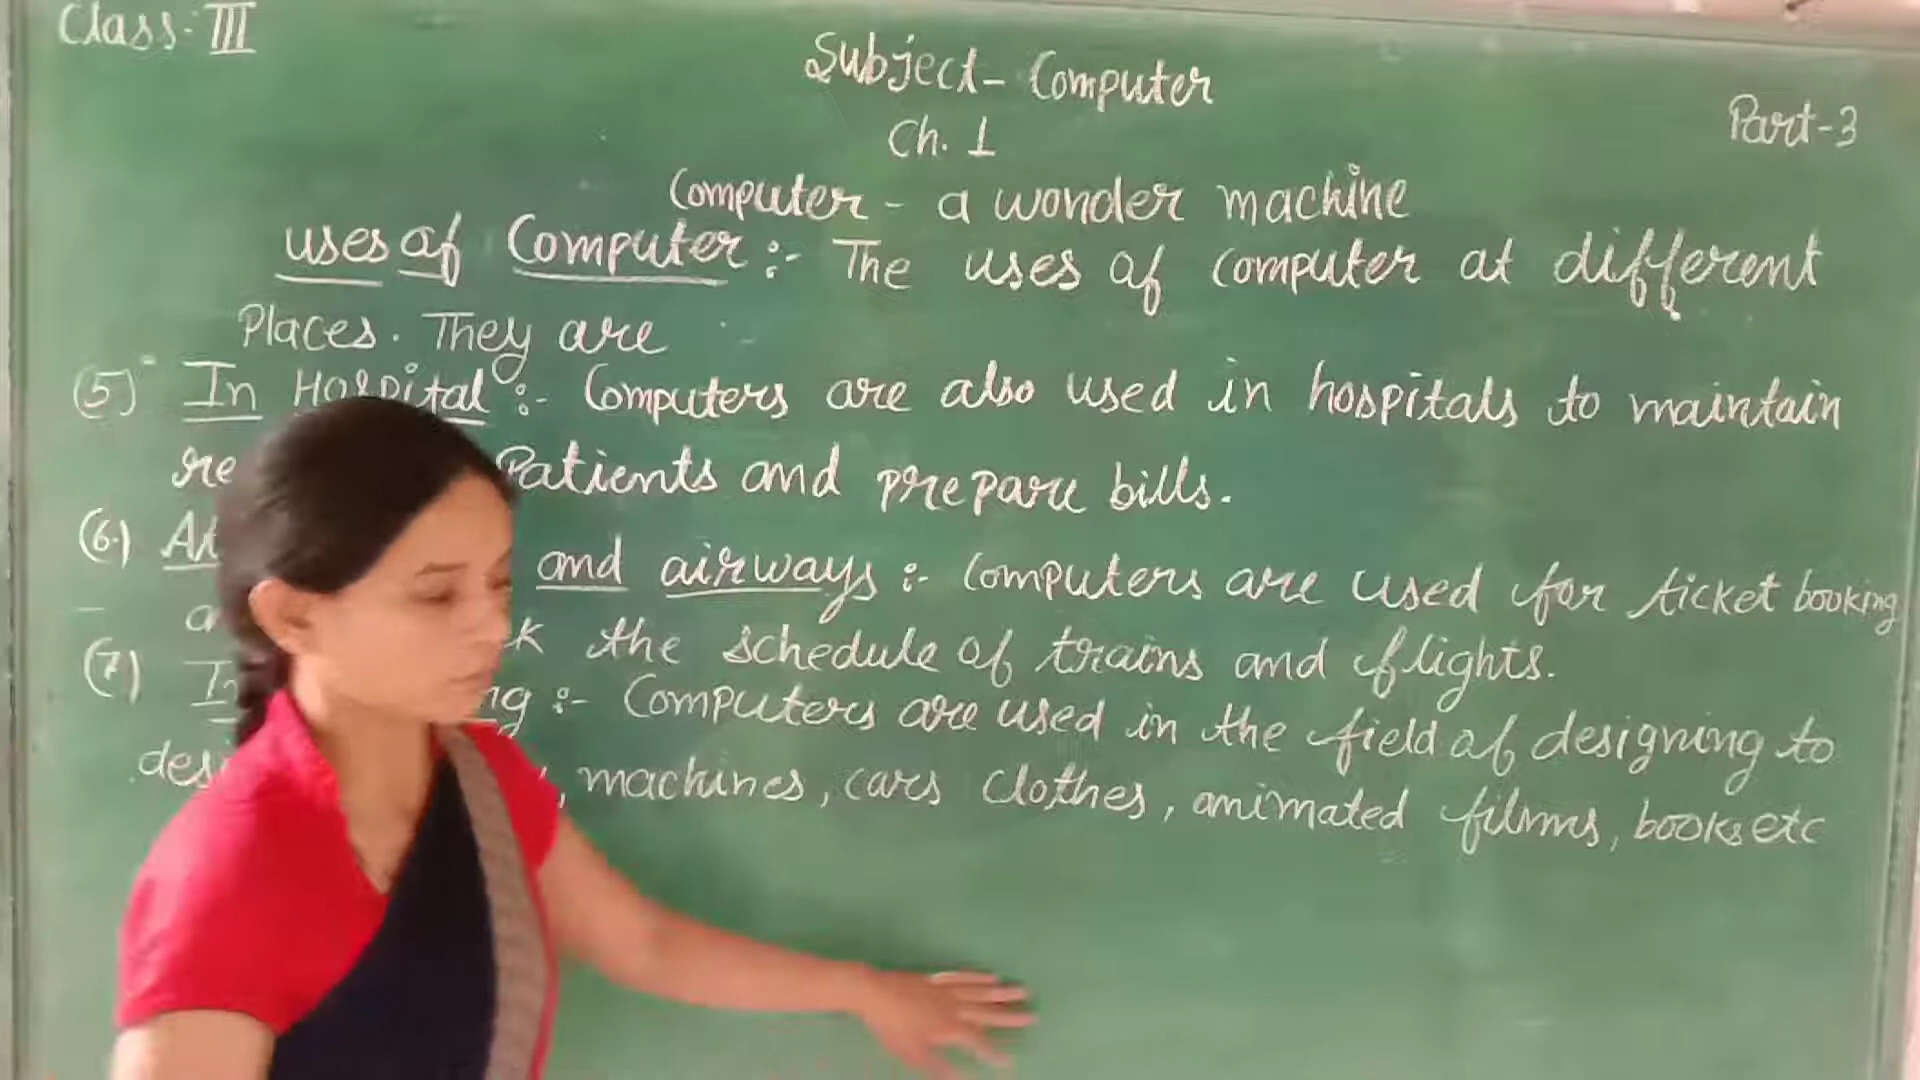 Class: III
Subject- Computer
Ch. 1
Part-3
Computer - a wonder machine
uses of Computer :- The uses of computer at different
Places. They are
(5) In Hospital :- Computers are also used in hospitals to maintain
Patients and prepare bills.
(6) and airways :- Computers are used for ticket booking
the schedule of trains and flights.
(7) :- Computers are used in the field of designing to
, machines, cars clothes, animated films, books etc